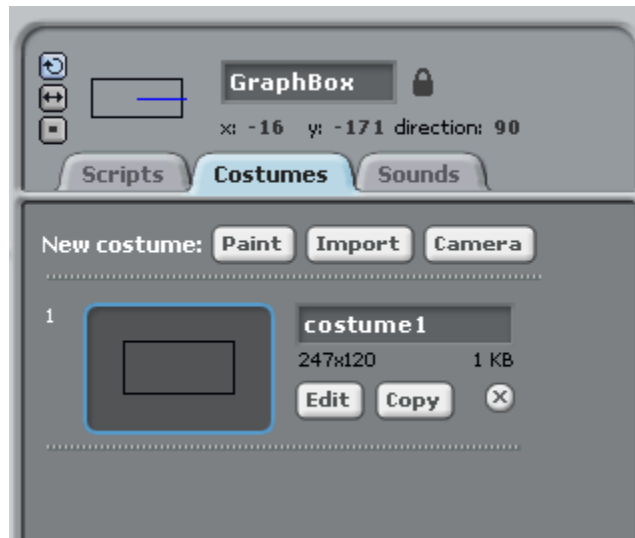 GraphBox
x: -16 y: -171 direction: 90
Scripts Costumes Sounds
New costume: Paint Import Camera
1
costume1
247x120 1 KB
Edit Copy